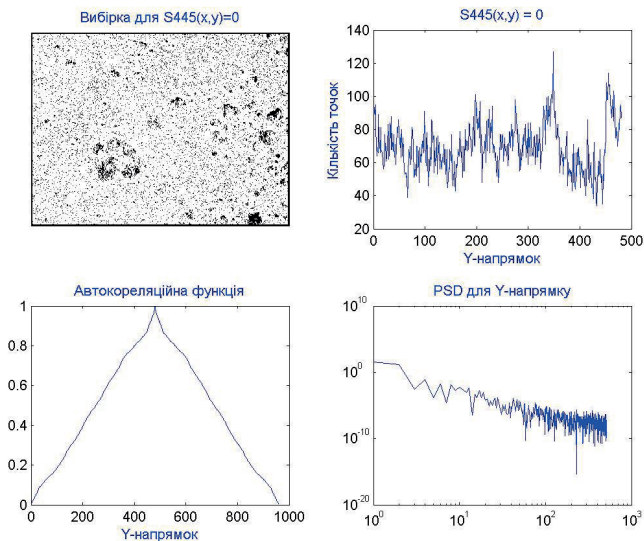 Вибірка для S445(x,y)=0
S445(x,y) = 0
Кількість точок
140
120
100
80
60
40
20
0 100 200 300 400 500
Y-напрямок
Автокореляційна функція
1
0.8
0.6
0.4
0.2
0
0 200 400 600 800 1000
Y-напрямок
PSD для Y-напрямку
10^10
10^0
10^-10
10^-20
10^0 10^1 10^2 10^3